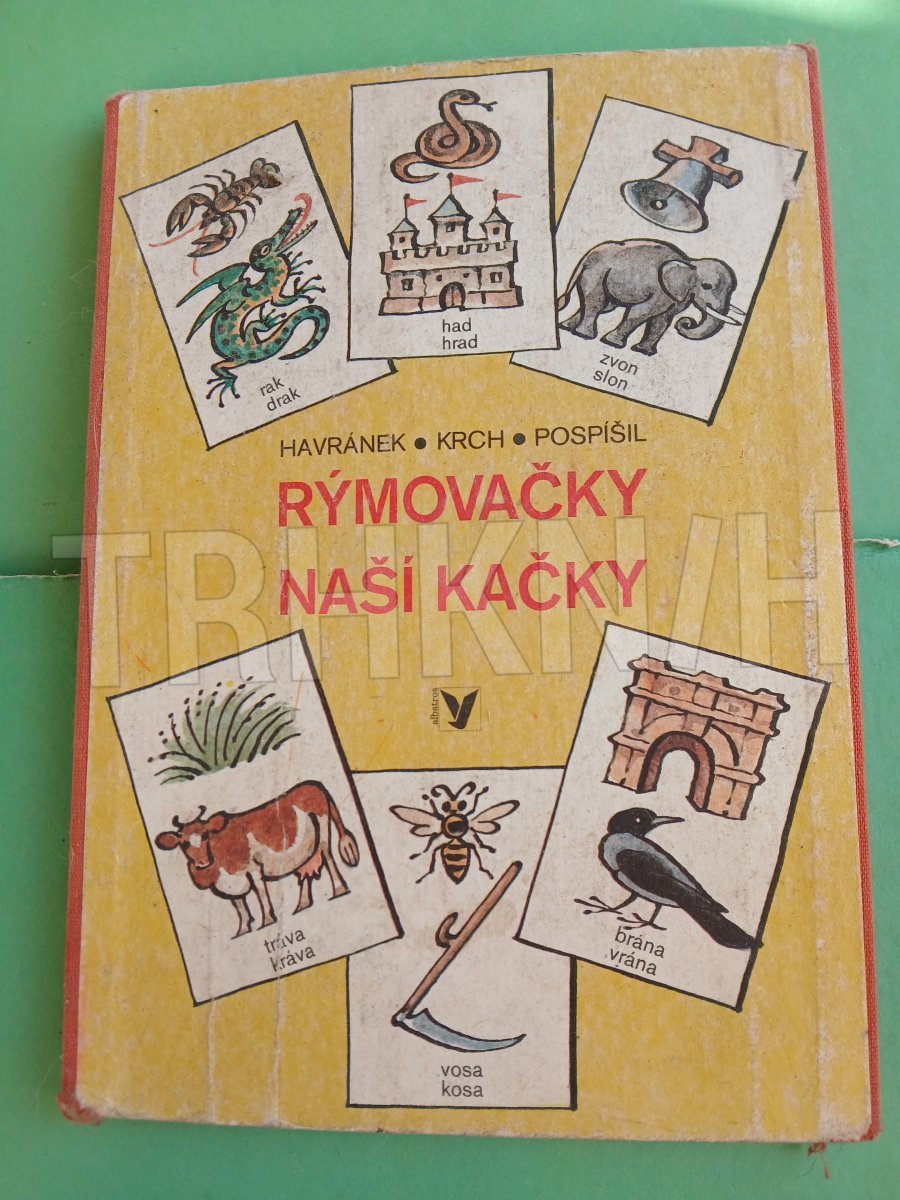 had
hrad
rak
drak
zvon
slon
HAVRÁNEK • KRCH • POSPÍŠIL
RÝMOVAČKY
NAŠÍ KAČKY
TRHKNIH
albatros
tráva
kráva
brána
vrána
vosa
kosa